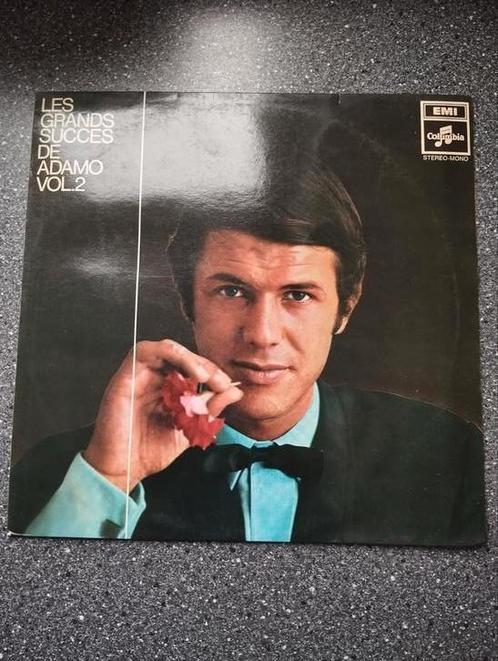 LES
GRANDS
SUCCES
DE
ADAMO
VOL.2
EMI
Columbia
STEREO-MONO